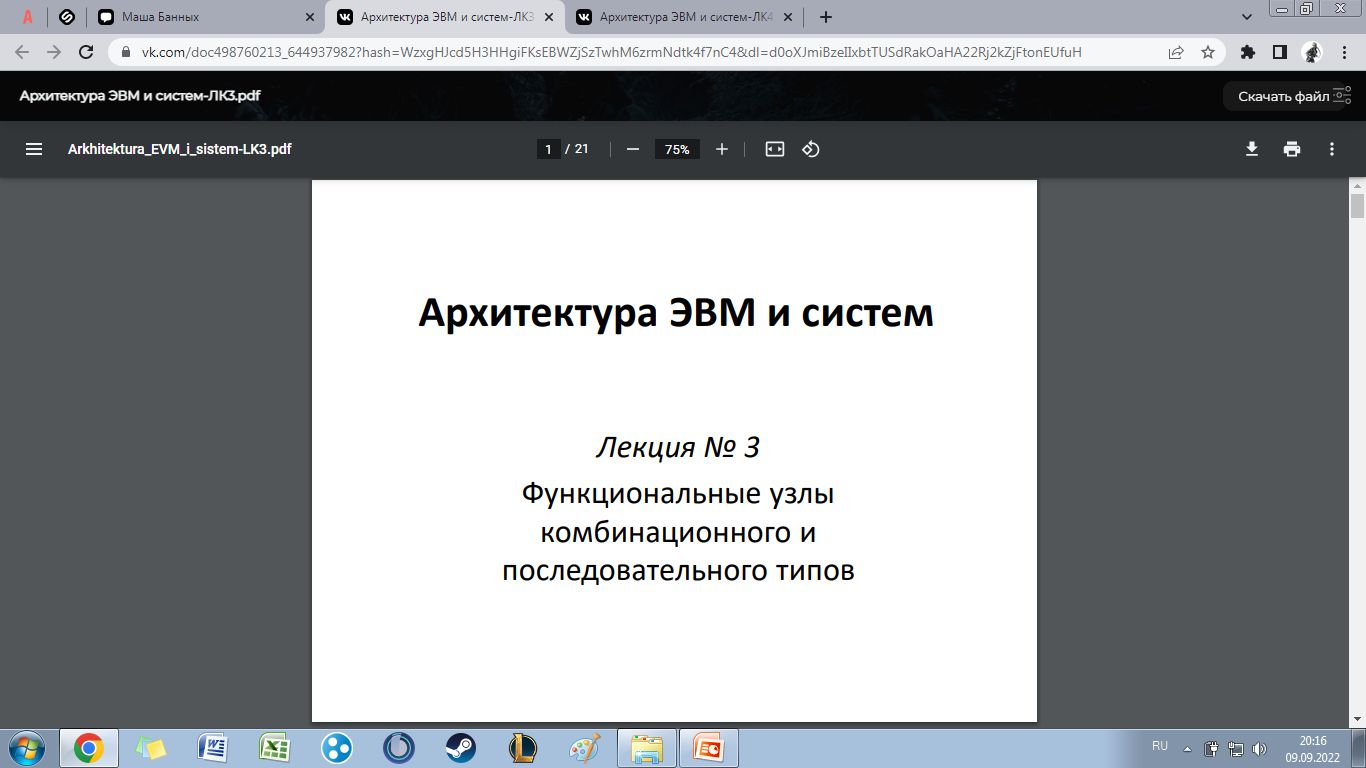 Маша Банных
Архитектура ЭВМ и систем-ЛК3
Архитектура ЭВМ и систем-ЛК4
vk.com/doc498760213_644937982?hash=WzxgHJcd5H3HHgiFKsEBWZjSzTwhM6zrmNdtk4f7nC4&dl=d0oXJmiBzeIIxbtTUSdRakOaHA22Rj2kZjFtonEUfuH
Архитектура ЭВМ и систем-ЛК3.pdf
Скачать файл
Arkhitektura_EVM_i_sistem-LK3.pdf
1 / 21
75%
Архитектура ЭВМ и систем
Лекция № 3
Функциональные узлы
комбинационного и
последовательного типов
RU
20:16
09.09.2022